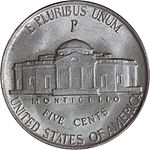 E PLURIBUS UNUM
P
MONTICELLO
FIVE CENTS
UNITED STATES OF AMERICA